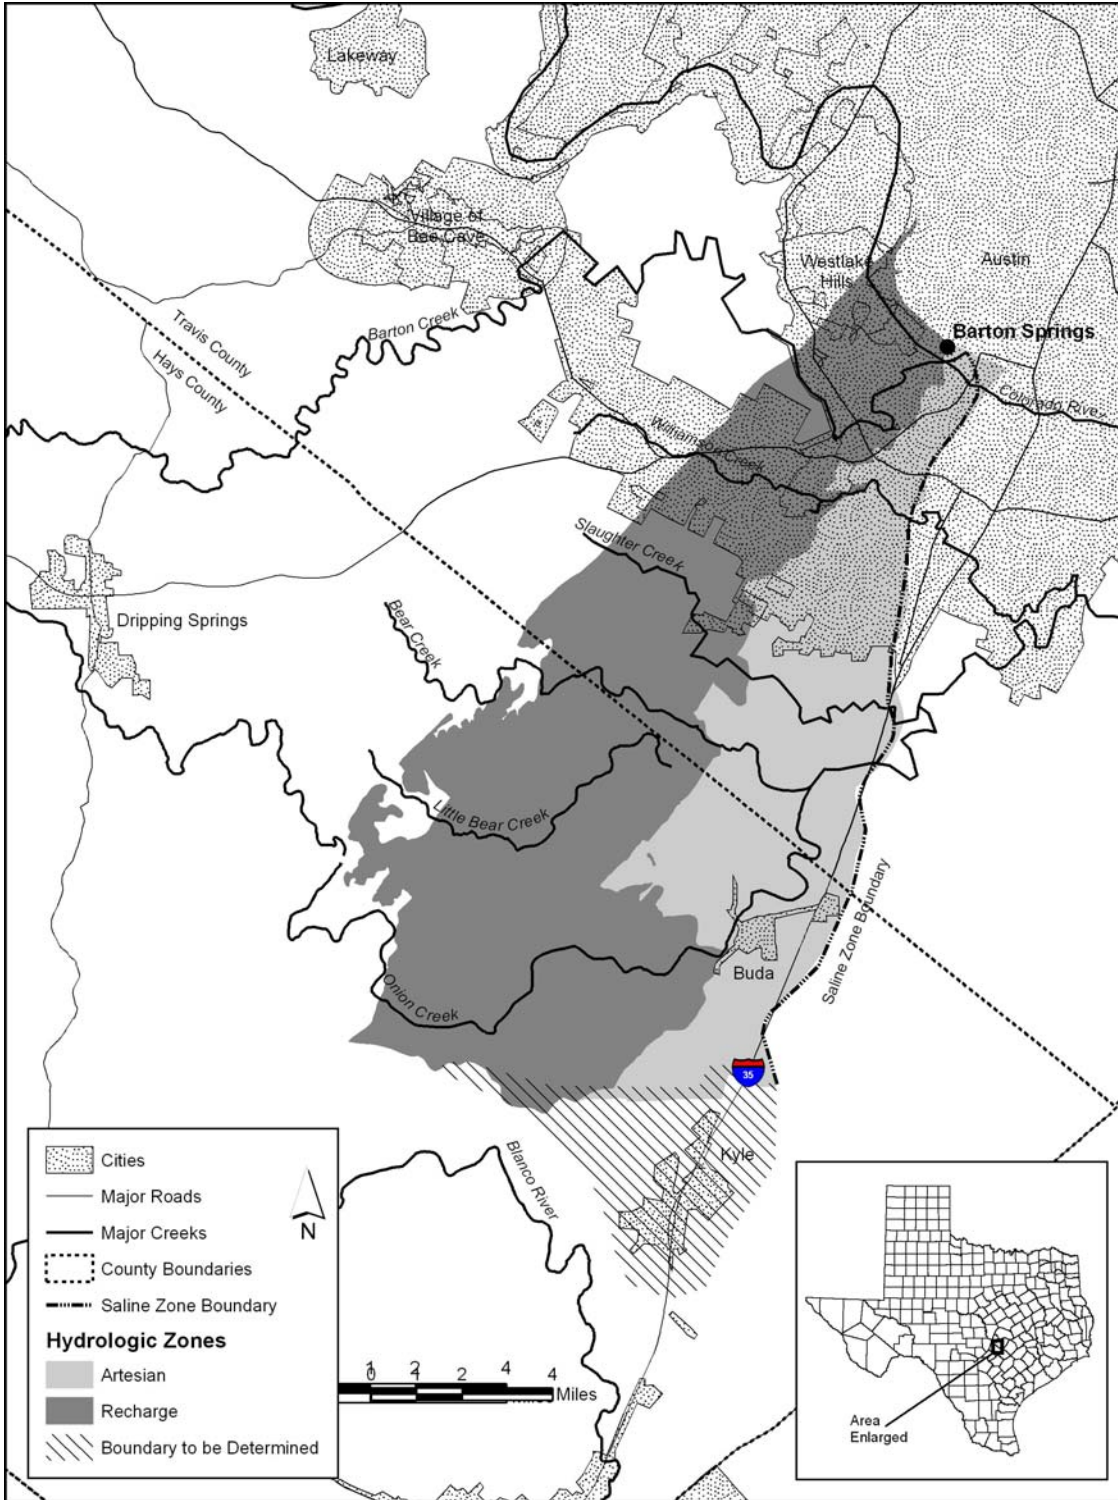 Lakeway
Village of
Bee Cave
Westlake
Hills
Austin
Barton Springs
Barton Creek
Travis County
Hays County
Colorado River
Williamson Creek
Slaughter Creek
Bear Creek
Dripping Springs
Little Bear Creek
Saline Zone Boundary
Buda
Onion Creek
35
Kyle
Blanco River
Cities
Major Roads
Major Creeks
N
County Boundaries
Saline Zone Boundary
Hydrologic Zones
Artesian
Recharge
Boundary to be Determined
0
2
4
4
Miles
Area
Enlarged